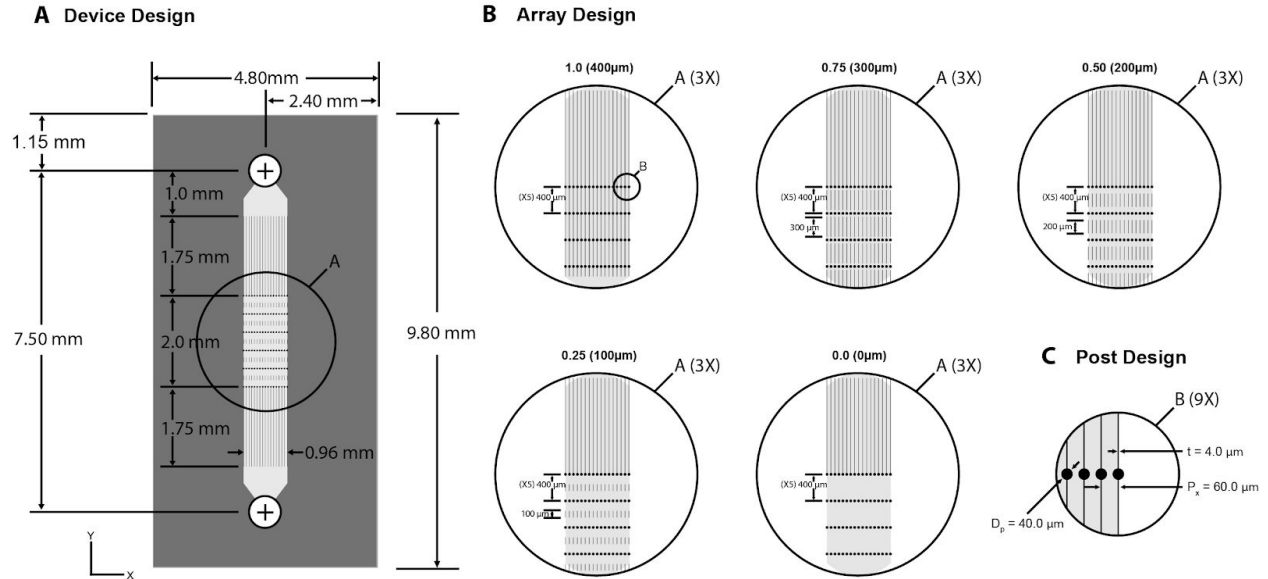 A Device Design
4.80mm
2.40 mm
1.15 mm
1.0 mm
1.75 mm
A
7.50 mm
2.0 mm
9.80 mm
1.75 mm
0.96 mm
Y
X
B Array Design
1.0 (400µm)
A (3X)
B
(X5) 400 µm
0.75 (300µm)
A (3X)
(X5) 400 µm
300 µm
0.50 (200µm)
A (3X)
(X5) 400 µm
200 µm
0.25 (100µm)
A (3X)
(X5) 400 µm
100 µm
0.0 (0µm)
A (3X)
(X5) 400 µm
C Post Design
B (9X)
t = 4.0 µm
Px = 60.0 µm
Dp = 40.0 µm